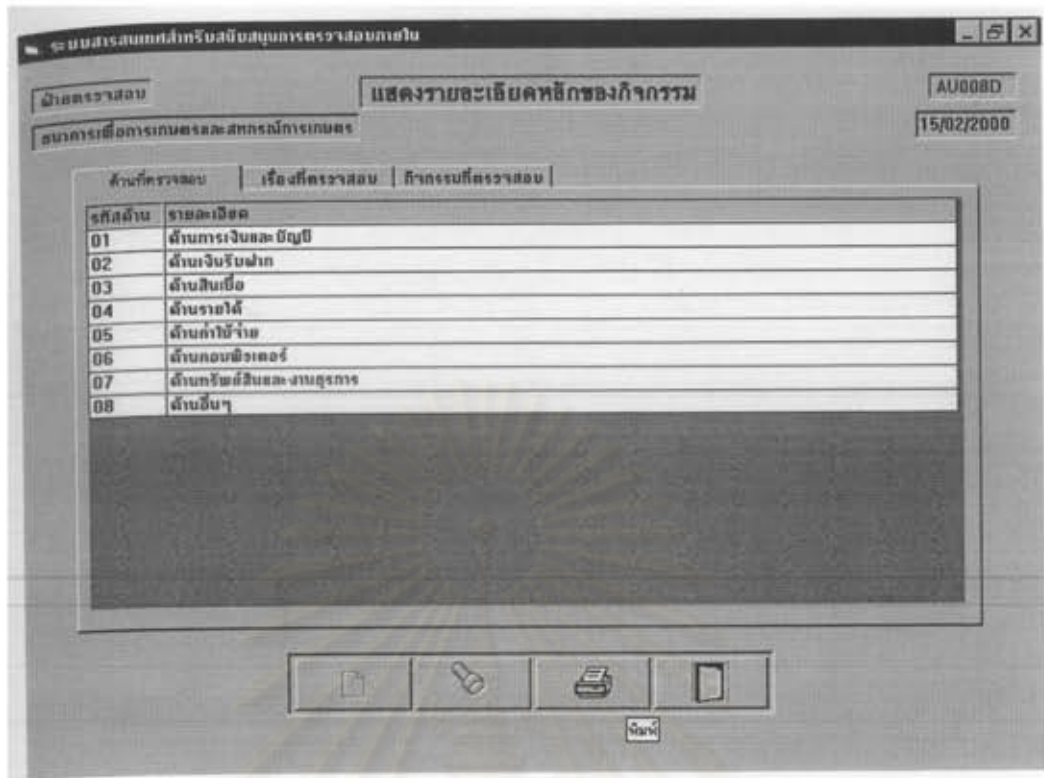 ระบบสารสนเทศสำหรับสนับสนุนการตรวจสอบภายใน
ฝ่ายตรวจสอบ
แสดงรายละเอียดหลักของกิจกรรม
AU008D
ธนาคารเพื่อการเกษตรและสหกรณ์การเกษตร
15/02/2000
ด้านที่ตรวจสอบ เรื่องที่ตรวจสอบ กิจกรรมที่ตรวจสอบ
รหัสด้าน รายละเอียด
01 ด้านการเงินและบัญชี
02 ด้านเงินรับฝาก
03 ด้านสินเชื่อ
04 ด้านรายได้
05 ด้านค่าใช้จ่าย
06 ด้านคอมพิวเตอร์
07 ด้านทรัพย์สินและงานธุรการ
08 ด้านอื่นๆ
พิมพ์